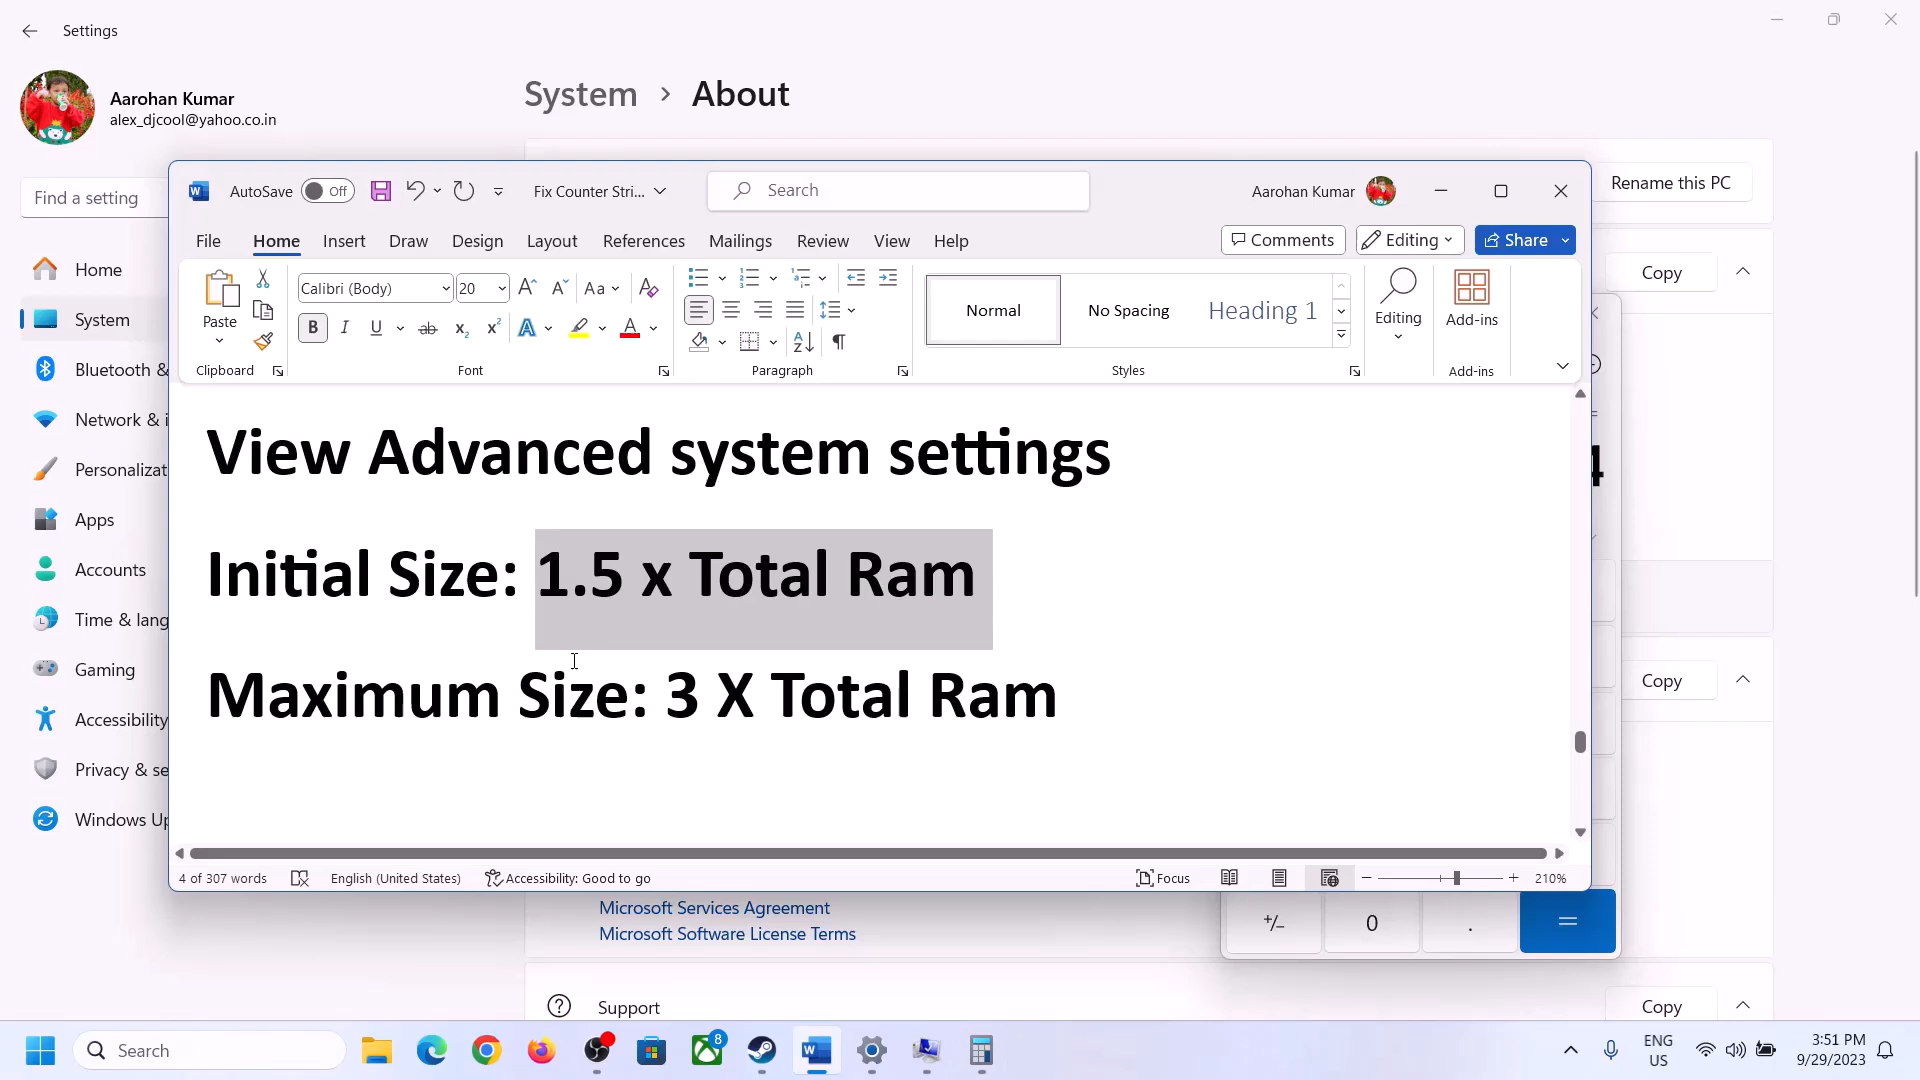 Settings
Aarohan Kumar
alex_djcool@yahoo.co.in
System > About
Find a setting
Rename this PC
AutoSave Off
Fix Counter Stri...
Search
Aarohan Kumar
File Home Insert Draw Design Layout References Mailings Review View Help
Comments Editing Share
Home
System
Bluetooth &
Network & i
Personalizat
Apps
Accounts
Time & lang
Gaming
Accessibility
Privacy & se
Windows Up
Paste
Calibri (Body) 20
Aa
B I U ab x₂ x² A A
Clipboard Font Paragraph Styles Add-ins
Normal No Spacing Heading 1
Editing Add-ins
Copy
View Advanced system settings
Initial Size: 1.5 x Total Ram
Maximum Size: 3 X Total Ram
4
Copy
4 of 307 words English (United States) Accessibility: Good to go Focus 210%
Microsoft Services Agreement
Microsoft Software License Terms
+/− 0 . =
Support
Copy
Search
8
ENG
US
3:51 PM
9/29/2023